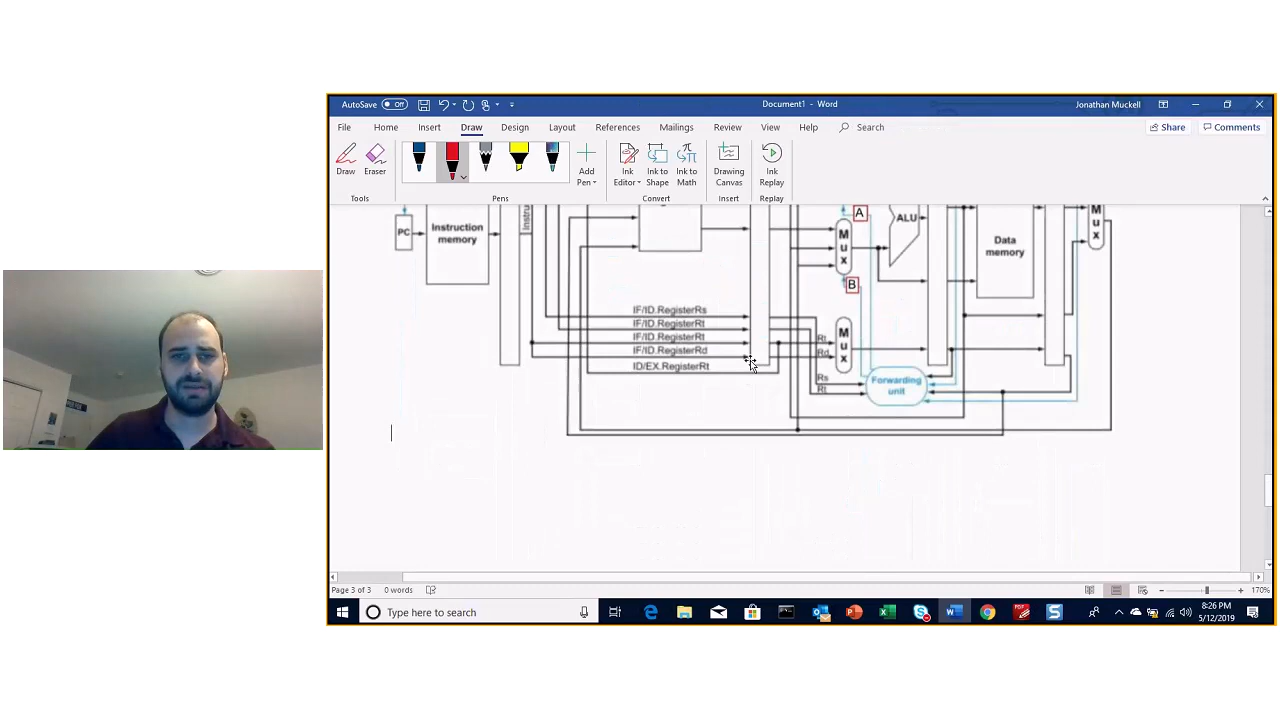 AutoSave Off
Document1 - Word
Jonathan Muckell
File Home Insert Draw Design Layout References Mailings Review View Help Search
Share Comments
Draw
Eraser
Add Pen
Ink Editor
Ink to Shape
Ink to Math
Drawing Canvas
Ink Replay
Tools Pens Convert Insert Replay
PC
Instruction memory
A
Mux
ALU
Data memory
Mux
B
IF/ID.RegisterRs
IF/ID.RegisterRt
IF/ID.RegisterRt
IF/ID.RegisterRd
ID/EX.RegisterRt
Rt
Rd
Mux
Rs
Rt
Forwarding unit
Page 3 of 3 0 words
170%
Type here to search
8:26 PM
5/12/2019